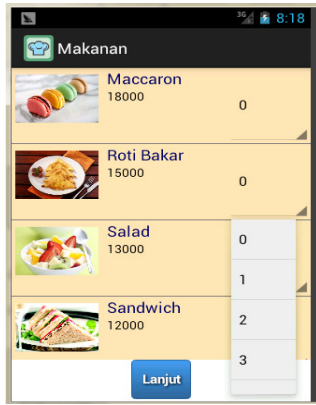 3G 8:18
Makanan
Maccaron
18000
0
Roti Bakar
15000
0
Salad
13000
0
1
2
3
Sandwich
12000
Lanjut